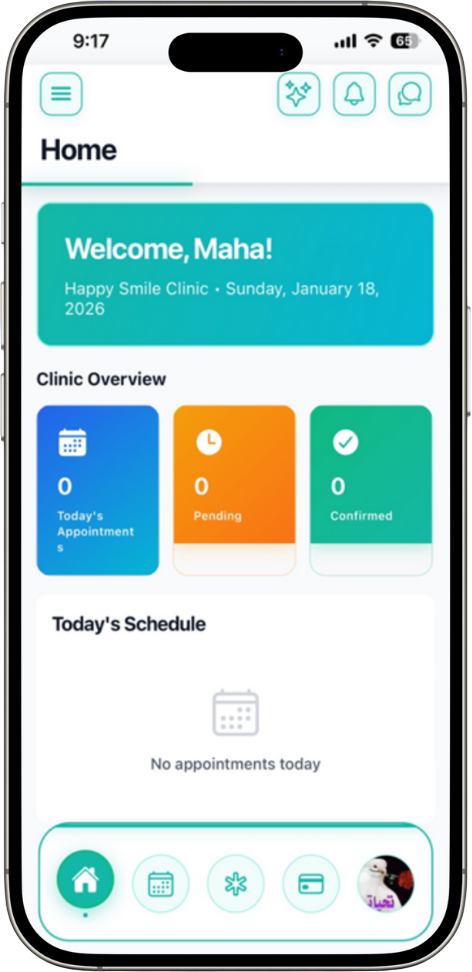 9:17
65
Home
Welcome, Maha!
Happy Smile Clinic • Sunday, January 18,
2026
Clinic Overview
0
Today's
Appointment
s
0
Pending
0
Confirmed
Today's Schedule
No appointments today